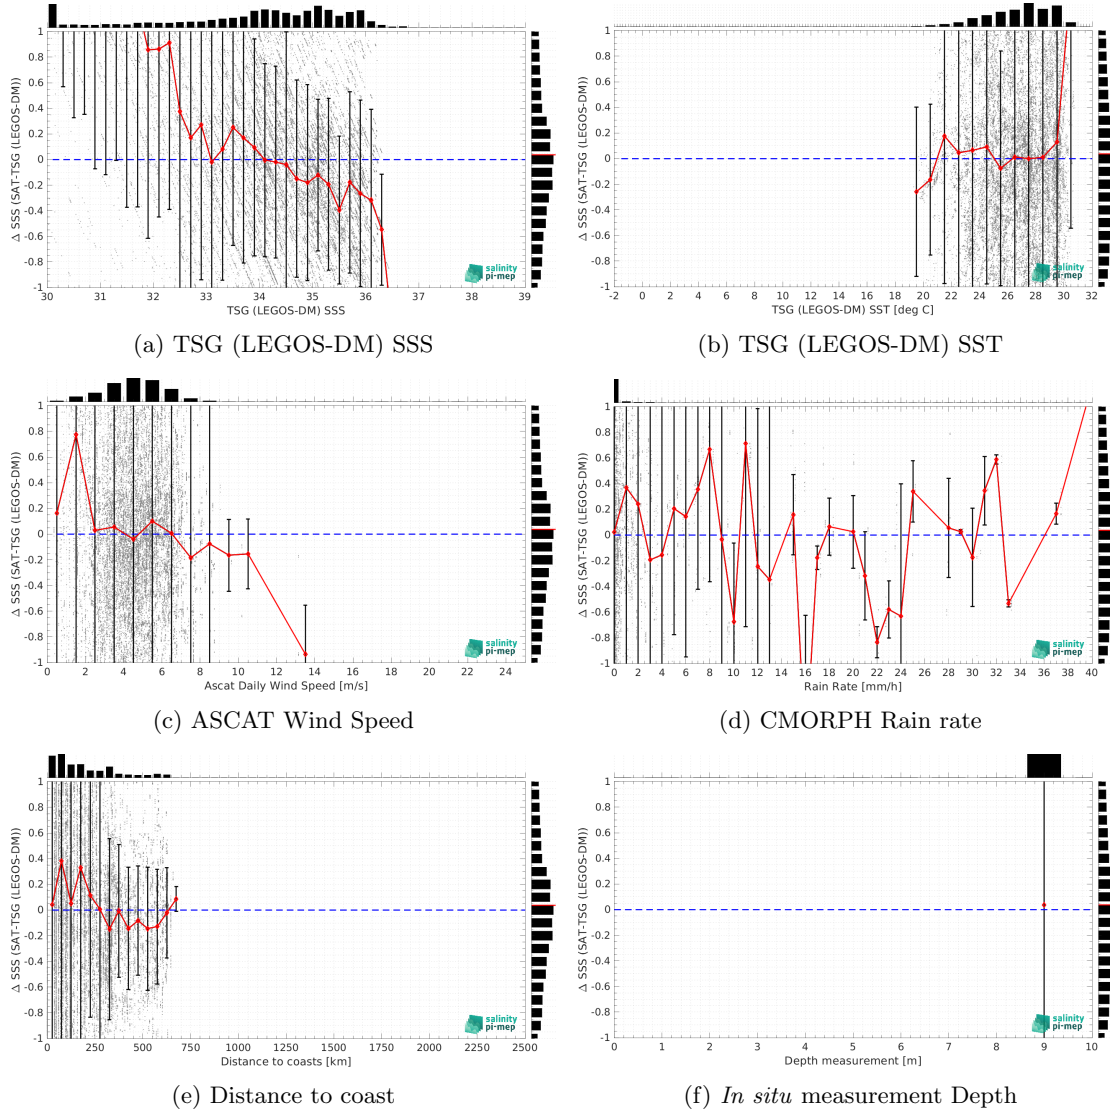 1
0.8
0.6
0.4
0.2
0
-0.2
-0.4
-0.6
-0.8
-1
Δ SSS (SAT-TSG (LEGOS-DM))
30 31 32 33 34 35 36 37 38 39
TSG (LEGOS-DM) SSS
salinity
pi-mep
(a) TSG (LEGOS-DM) SSS
1
0.8
0.6
0.4
0.2
0
-0.2
-0.4
-0.6
-0.8
-1
Δ SSS (SAT-TSG (LEGOS-DM))
-2 0 2 4 6 8 10 12 14 16 18 20 22 24 26 28 30 32
TSG (LEGOS-DM) SST [deg C]
salinity
pi-mep
(b) TSG (LEGOS-DM) SST
1
0.8
0.6
0.4
0.2
0
-0.2
-0.4
-0.6
-0.8
-1
Δ SSS (SAT-TSG (LEGOS-DM))
0 2 4 6 8 10 12 14 16 18 20 22 24
Ascat Daily Wind Speed [m/s]
salinity
pi-mep
(c) ASCAT Wind Speed
1
0.8
0.6
0.4
0.2
0
-0.2
-0.4
-0.6
-0.8
-1
Δ SSS (SAT-TSG (LEGOS-DM))
0 2 4 6 8 10 12 14 16 18 20 22 24 26 28 30 32 34 36 38 40
Rain Rate [mm/h]
salinity
pi-mep
(d) CMORPH Rain rate
1
0.8
0.6
0.4
0.2
0
-0.2
-0.4
-0.6
-0.8
-1
Δ SSS (SAT-TSG (LEGOS-DM))
0 250 500 750 1000 1250 1500 1750 2000 2250 2500
Distance to coasts [km]
salinity
pi-mep
(e) Distance to coast
1
0.8
0.6
0.4
0.2
0
-0.2
-0.4
-0.6
-0.8
-1
Δ SSS (SAT-TSG (LEGOS-DM))
0 1 2 3 4 5 6 7 8 9 10
Depth measurement [m]
salinity
pi-mep
(f) In situ measurement Depth